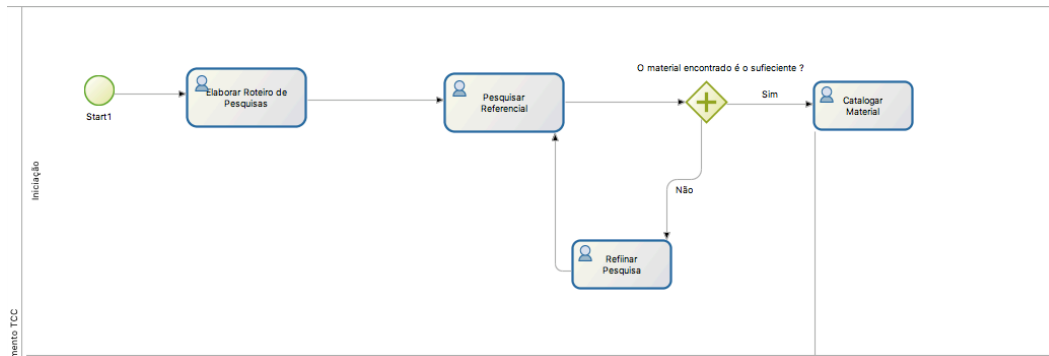 O material encontrado é o sufieciente ?
Elaborar Roteiro de
Pesquisas
Pesquisar
Referencial
Sim
Catalogar
Material
Start1
Iniciação
Não
Refiinar
Pesquisa
mento TCC